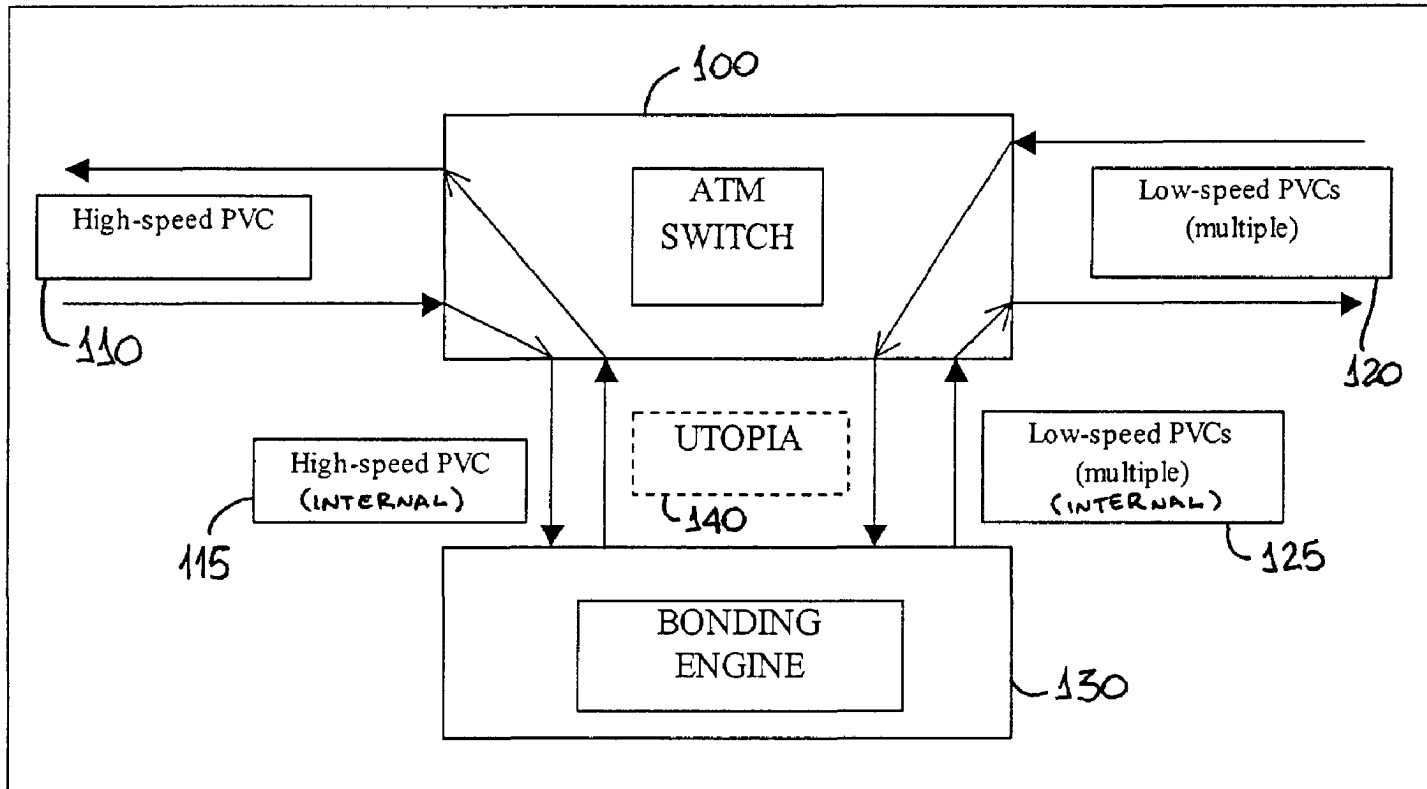 100
ATM
SWITCH
High-speed PVC
Low-speed PVCs
(multiple)
110
120
UTOPIA
High-speed PVC
(INTERNAL)
Low-speed PVCs
(multiple)
(INTERNAL)
140
115
125
BONDING
ENGINE
130